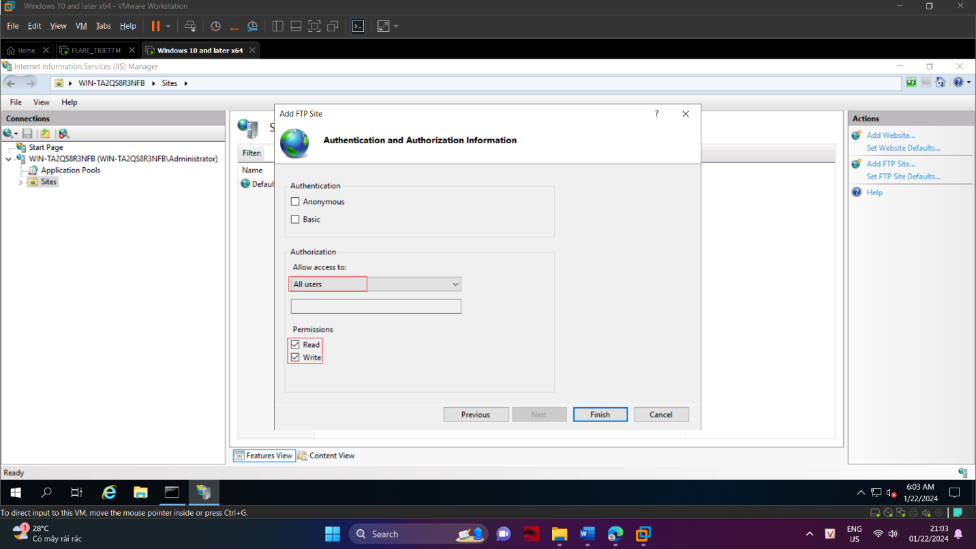 Windows 10 and later x64 - VMware Workstation
File Edit View VM Tabs Help
Home FLARE_TRIETTM Windows 10 and later x64
Internet Information Services (IIS) Manager
WIN-TA2QS8R3NFB Sites
File View Help
Connections
Start Page
WIN-TA2QS8R3NFB (WIN-TA2QS8R3NFB\Administrator)
Application Pools
Sites
S
Filter:
Name
Defaul
Add FTP Site
?
Authentication and Authorization Information
Authentication
Anonymous
Basic
Authorization
Allow access to:
All users
Permissions
Read
Write
Previous Next Finish Cancel
Actions
Add Website...
Set Website Defaults...
Add FTP Site...
Set FTP Site Defaults...
Help
Features View Content View
Ready
6:03 AM
1/22/2024
To direct input to this VM, move the mouse pointer inside or press Ctrl+G.
1
28°C
Có mây rải rác
Search
V
ENG
US
21:03
01/22/2024